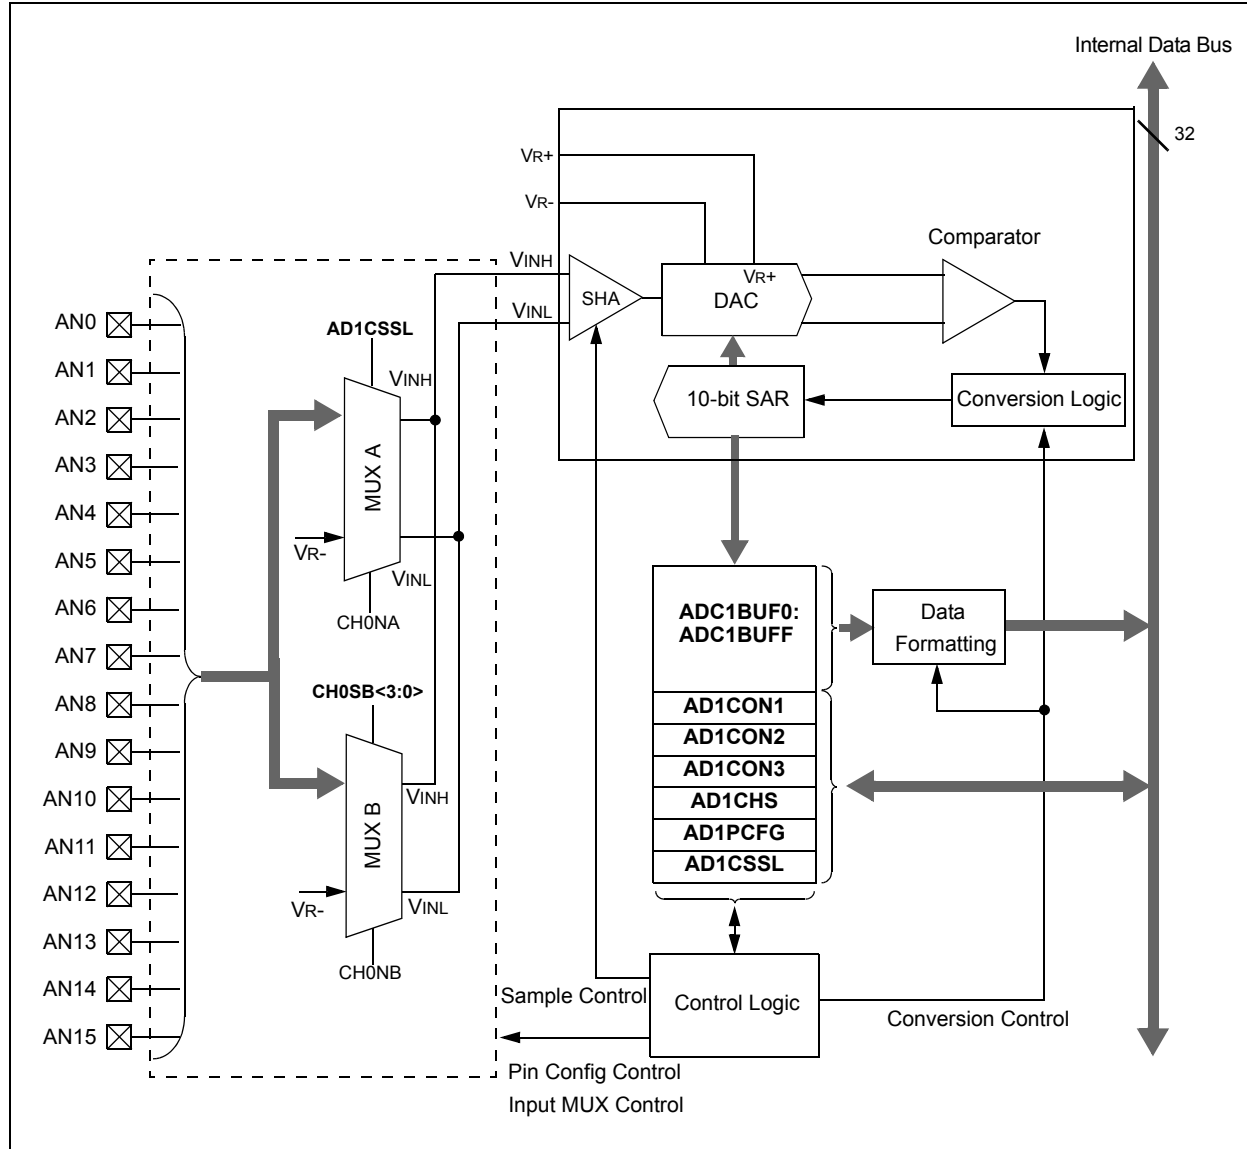 Internal Data Bus
32
VR+
VR-
Comparator
VINH
SHA
VR+
DAC
VINL
AN0
AN1
AN2
AN3
AN4
AN5
AN6
AN7
AN8
AN9
AN10
AN11
AN12
AN13
AN14
AN15
AD1CSSL
VINH
MUX A
VR-
VINL
CH0NA
CH0SB<3:0>
VINH
MUX B
VR-
VINL
CH0NB
10-bit SAR
Conversion Logic
ADC1BUF0:
ADC1BUFF
Data
Formatting
AD1CON1
AD1CON2
AD1CON3
AD1CHS
AD1PCFG
AD1CSSL
Sample Control
Control Logic
Conversion Control
Pin Config Control
Input MUX Control